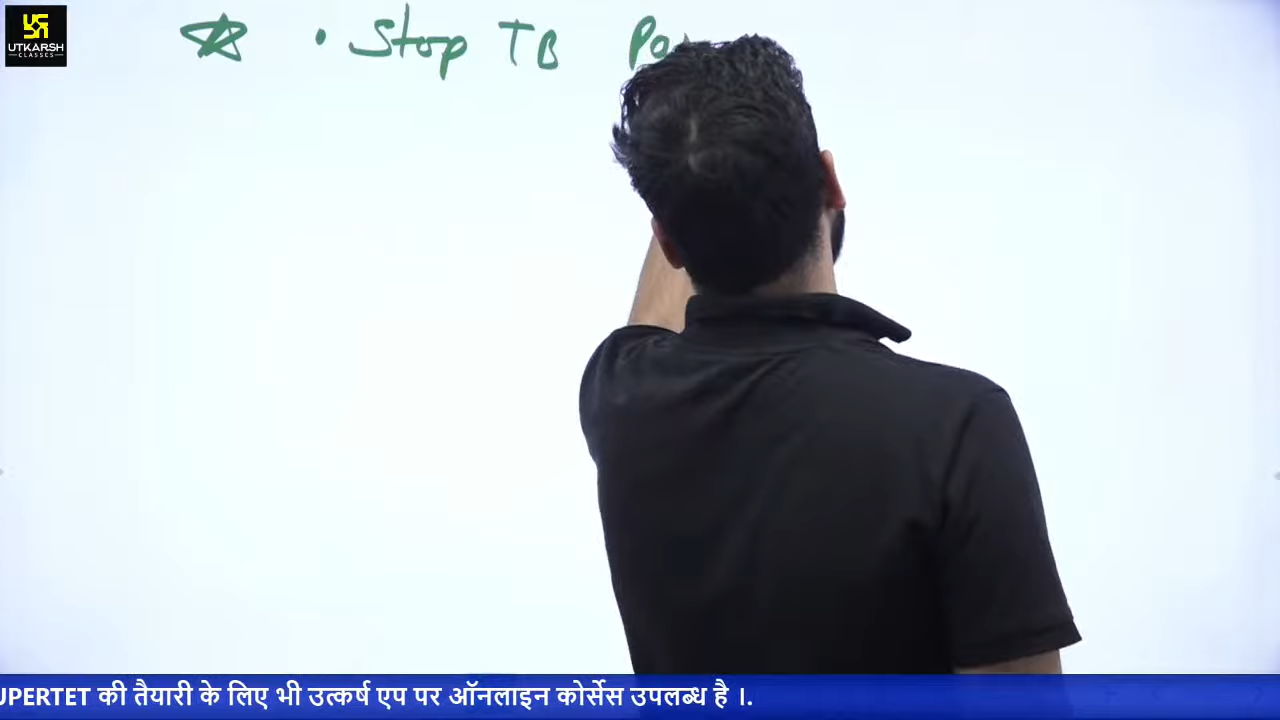 UTKARSH
CLASSES
• Stop TB
UPERTET की तैयारी के लिए भी उत्कर्ष एप पर ऑनलाइन कोर्सेस उपलब्ध है ।.